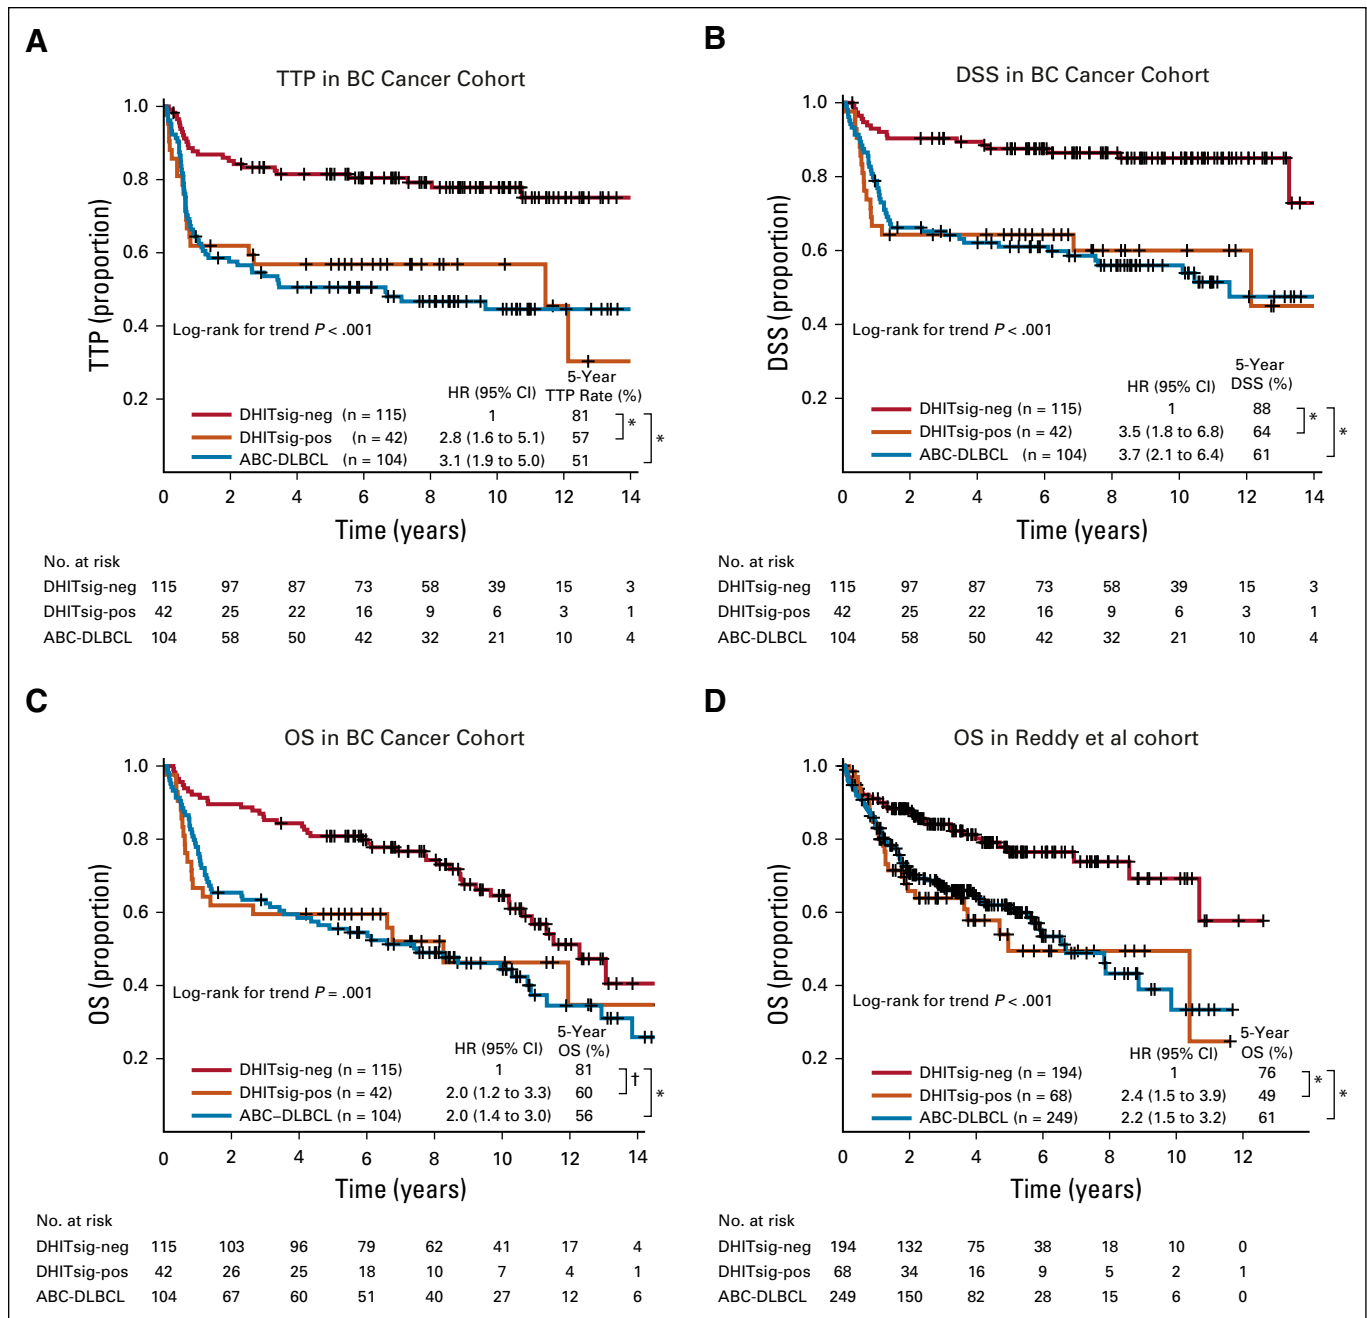 A
TTP in BC Cancer Cohort
1.0
0.8
0.6
0.4
0.2
TTP (proportion)
Log-rank for trend P < .001
HR (95% CI) 5-Year TTP Rate (%)
DHITsig-neg (n = 115) 1 81 *
DHITsig-pos (n = 42) 2.8 (1.6 to 5.1) 57 *
ABC-DLBCL (n = 104) 3.1 (1.9 to 5.0) 51
0 2 4 6 8 10 12 14
Time (years)
No. at risk
DHITsig-neg 115 97 87 73 58 39 15 3
DHITsig-pos 42 25 22 16 9 6 3 1
ABC-DLBCL 104 58 50 42 32 21 10 4
B
DSS in BC Cancer Cohort
1.0
0.8
0.6
0.4
0.2
DSS (proportion)
Log-rank for trend P < .001
HR (95% CI) 5-Year DSS (%)
DHITsig-neg (n = 115) 1 88 *
DHITsig-pos (n = 42) 3.5 (1.8 to 6.8) 64 *
ABC-DLBCL (n = 104) 3.7 (2.1 to 6.4) 61
0 2 4 6 8 10 12 14
Time (years)
No. at risk
DHITsig-neg 115 97 87 73 58 39 15 3
DHITsig-pos 42 25 22 16 9 6 3 1
ABC-DLBCL 104 58 50 42 32 21 10 4
C
OS in BC Cancer Cohort
1.0
0.8
0.6
0.4
0.2
OS (proportion)
Log-rank for trend P = .001
HR (95% CI) 5-Year OS (%)
DHITsig-neg (n = 115) 1 81 †
DHITsig-pos (n = 42) 2.0 (1.2 to 3.3) 60 *
ABC–DLBCL (n = 104) 2.0 (1.4 to 3.0) 56
0 2 4 6 8 10 12 14
Time (years)
No. at risk
DHITsig-neg 115 103 96 79 62 41 17 4
DHITsig-pos 42 26 25 18 10 7 4 1
ABC-DLBCL 104 67 60 51 40 27 12 6
D
OS in Reddy et al cohort
1.0
0.8
0.6
0.4
0.2
OS (proportion)
Log-rank for trend P < .001
HR (95% CI) 5-Year OS (%)
DHITsig-neg (n = 194) 1 76 *
DHITsig-pos (n = 68) 2.4 (1.5 to 3.9) 49 *
ABC-DLBCL (n = 249) 2.2 (1.5 to 3.2) 61
0 2 4 6 8 10 12
Time (years)
No. at risk
DHITsig-neg 194 132 75 38 18 10 0
DHITsig-pos 68 34 16 9 5 2 1
ABC-DLBCL 249 150 82 28 15 6 0